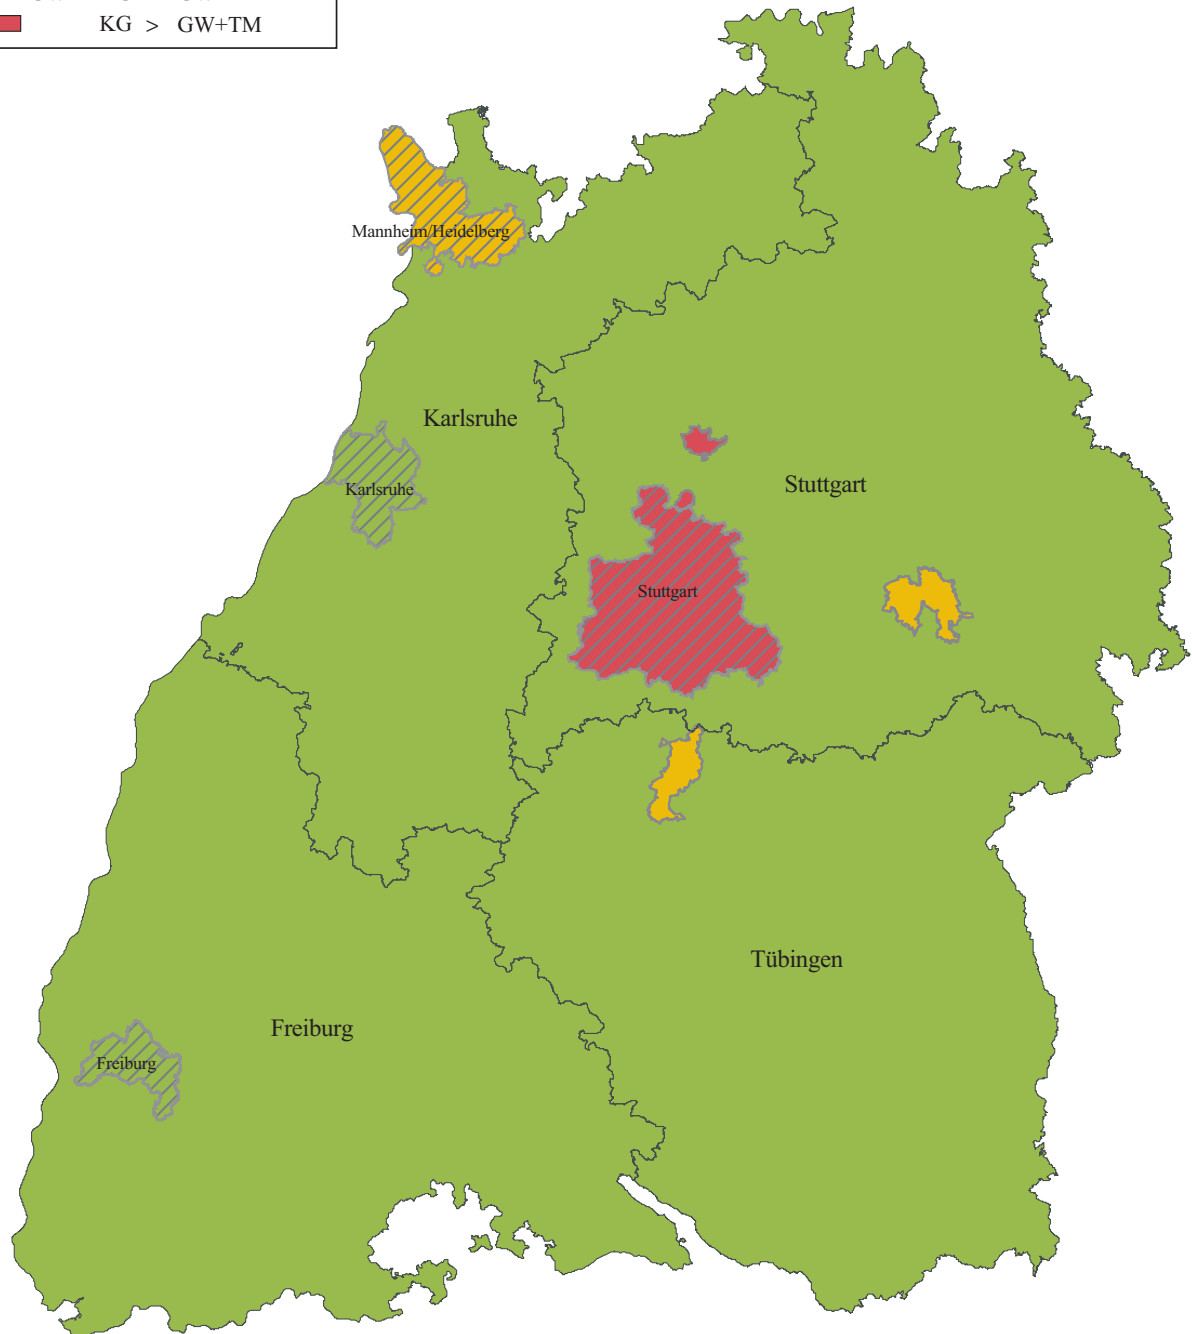 KG > GW+TM
Mannheim/Heidelberg
Karlsruhe
Karlsruhe
Stuttgart
Stuttgart
Tübingen
Freiburg
Freiburg